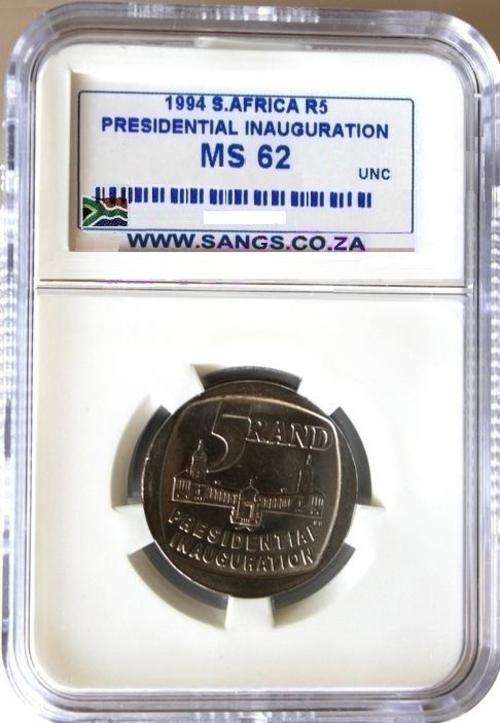 1994 S.AFRICA R5
PRESIDENTIAL INAUGURATION
MS 62
UNC
WWW.SANGS.CO.ZA
5 RAND
PRESIDENTIAL
INAUGURATION